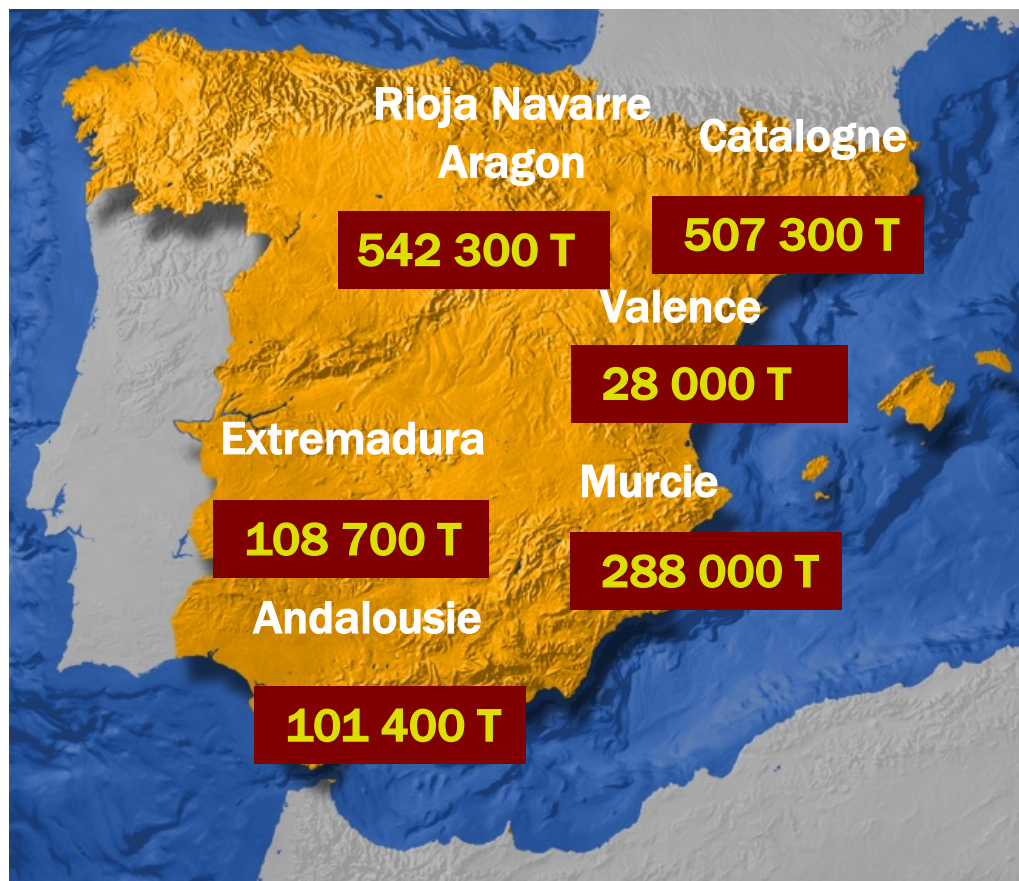 Rioja Navarre
Aragon
542 300 T
Catalogne
507 300 T
Valence
28 000 T
Extremadura
108 700 T
Murcie
288 000 T
Andalousie
101 400 T